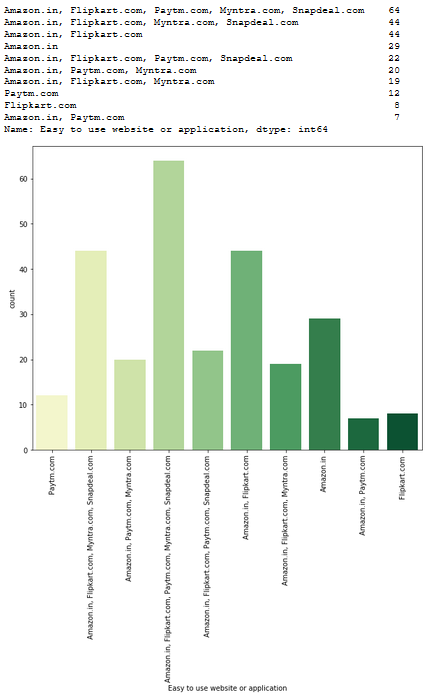 Amazon.in, Flipkart.com, Paytm.com, Myntra.com, Snapdeal.com 64
Amazon.in, Flipkart.com, Myntra.com, Snapdeal.com 44
Amazon.in, Flipkart.com 44
Amazon.in 29
Amazon.in, Flipkart.com, Paytm.com, Snapdeal.com 22
Amazon.in, Paytm.com, Myntra.com 20
Amazon.in, Flipkart.com, Myntra.com 19
Paytm.com 12
Flipkart.com 8
Amazon.in, Paytm.com 7
Name: Easy to use website or application, dtype: int64
60
50
40
30
20
10
0
count
Paytm.com
Amazon.in, Flipkart.com, Myntra.com, Snapdeal.com
Amazon.in, Paytm.com, Myntra.com
Amazon.in, Flipkart.com, Paytm.com, Myntra.com, Snapdeal.com
Amazon.in, Flipkart.com, Paytm.com, Snapdeal.com
Amazon.in, Flipkart.com
Amazon.in, Flipkart.com, Myntra.com
Amazon.in
Amazon.in, Paytm.com
Flipkart.com
Easy to use website or application